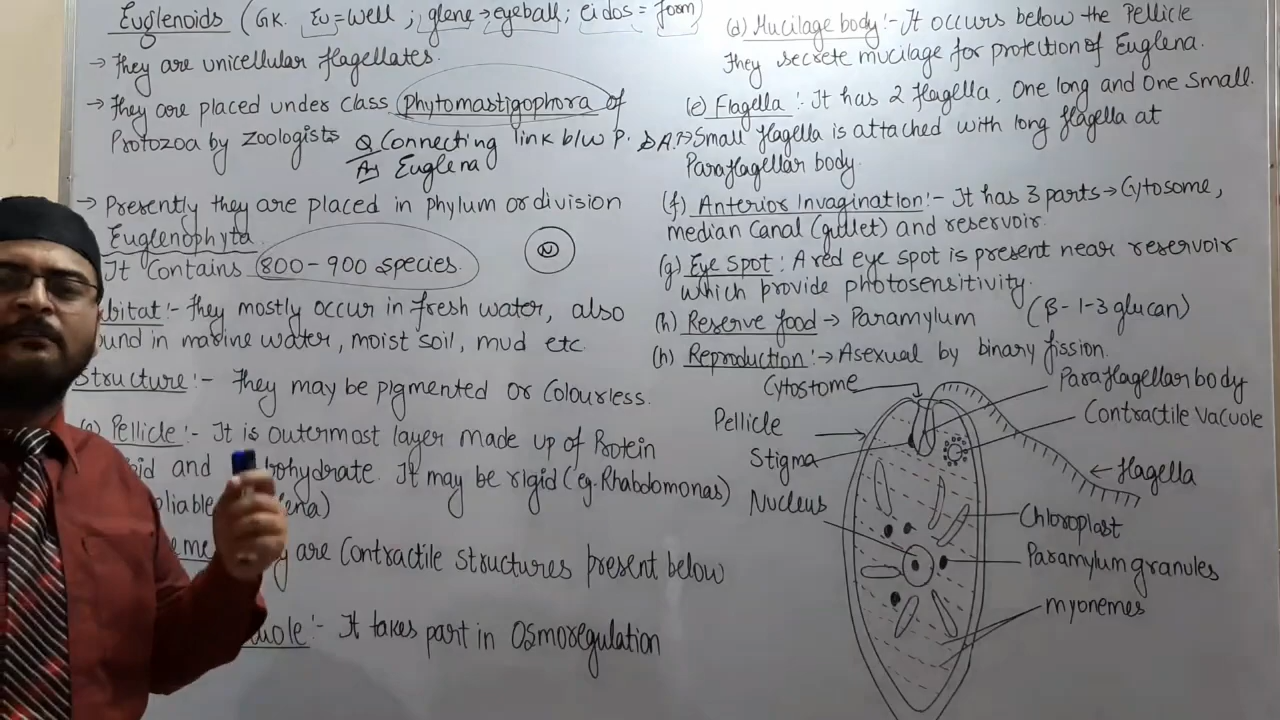 Euglenoids (GK. Eu=well ; glene→eyeball; eidos = form)
→ They are unicellular flagellates.
→ They are placed under class phytomastigophora of
Protozoa by Zoologists Q Connecting link b/w P. & A.?
A Euglena
→ Presently they are placed in phylum or division
Euglenophyta.
It Contains 800-900 species.
N
bitat:- They mostly occur in fresh water, also
ound in marine water, moist soil, mud etc.
Structure:- They may be pigmented or Colourless.
(a) Pellicle:- It is outermost layer made up of Protein
and bohydrate. It may be rigid (eg. Rhabdomonas)
pliable ena)
eme are Contractile structures present below
uole:- It takes part in Osmoregulation
(d) Mucilage body:- It occurs below the Pellicle
They secrete mucilage for protection of Euglena.
(e) Flagella:- It has 2 flagella, One long and One Small.
→Small flagella is attached with long flagella at
Paraflagellar body.
(f) Anterior Invagination:- It has 3 parts→Cytosome,
median Canal (gullet) and reservoir.
(g) Eye Spot: A red eye spot is present near reservoir
which provide photosensitivity.
(h) Reserve food → Paramylum (β-1-3 glucan)
(h) Reproduction:→ Asexual by binary fission.
Cytostome
Paraflagellar body
Pellicle
Contractile Vacuole
Stigma
Flagella
Nucleus
Chloroplast
Paramylum granules
myonemes